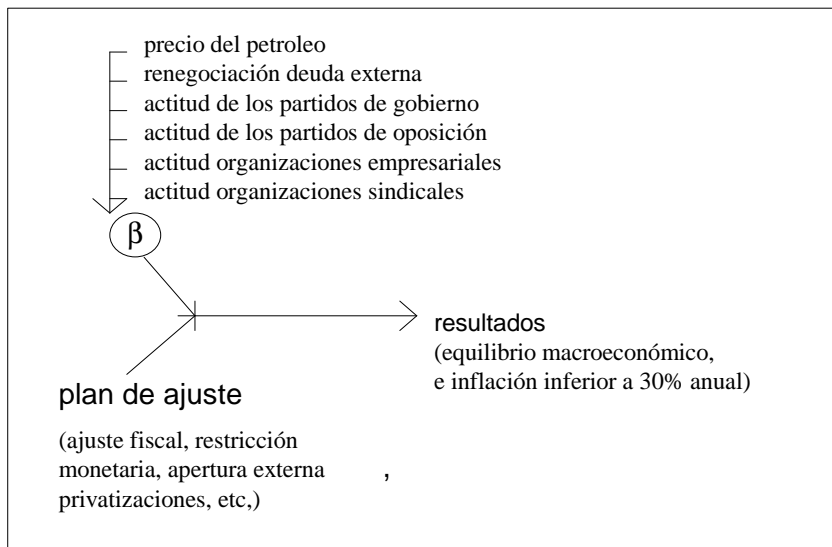 precio del petroleo
renegociación deuda externa
actitud de los partidos de gobierno
actitud de los partidos de oposición
actitud organizaciones empresariales
actitud organizaciones sindicales
β
resultados
(equilibrio macroeconómico,
e inflación inferior a 30% anual)
plan de ajuste
(ajuste fiscal, restricción
monetaria, apertura externa ,
privatizaciones, etc,)